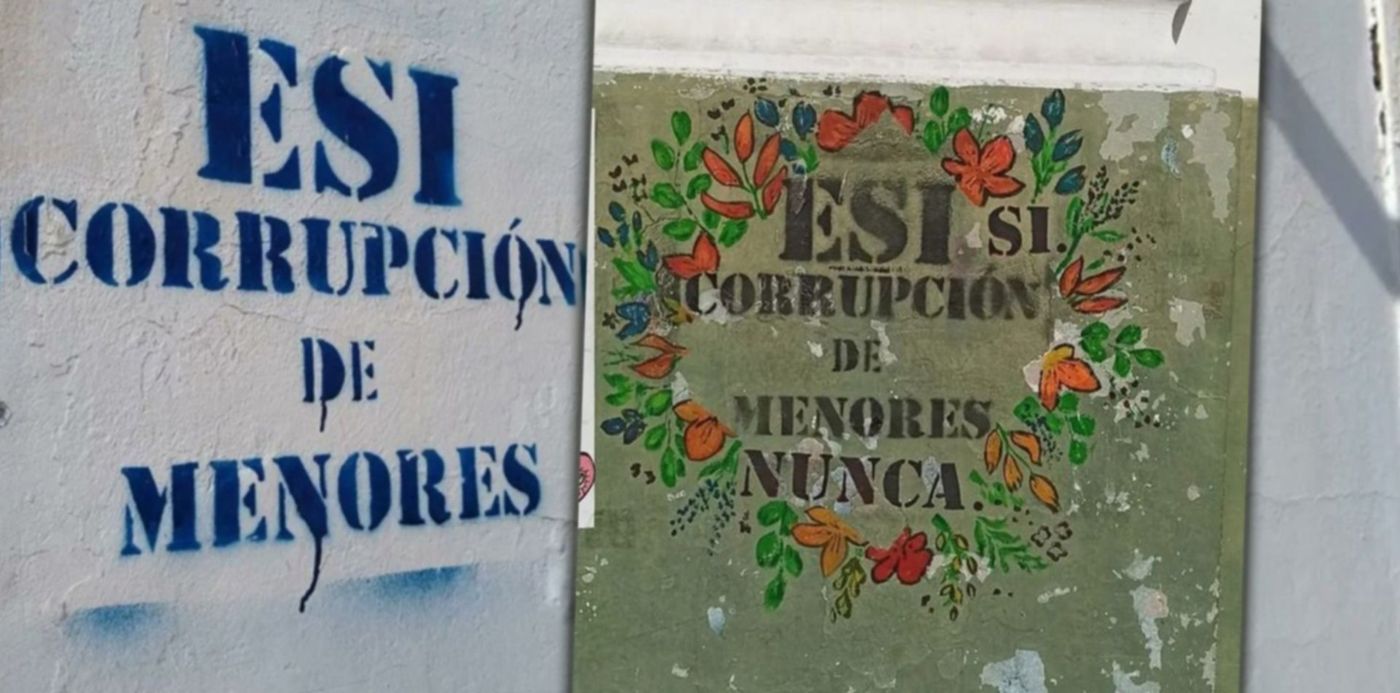 ESI
CORRUPCIÓN
DE
MENORES
ESI SI.
CORRUPCIÓN
DE
MENORES
NUNCA.